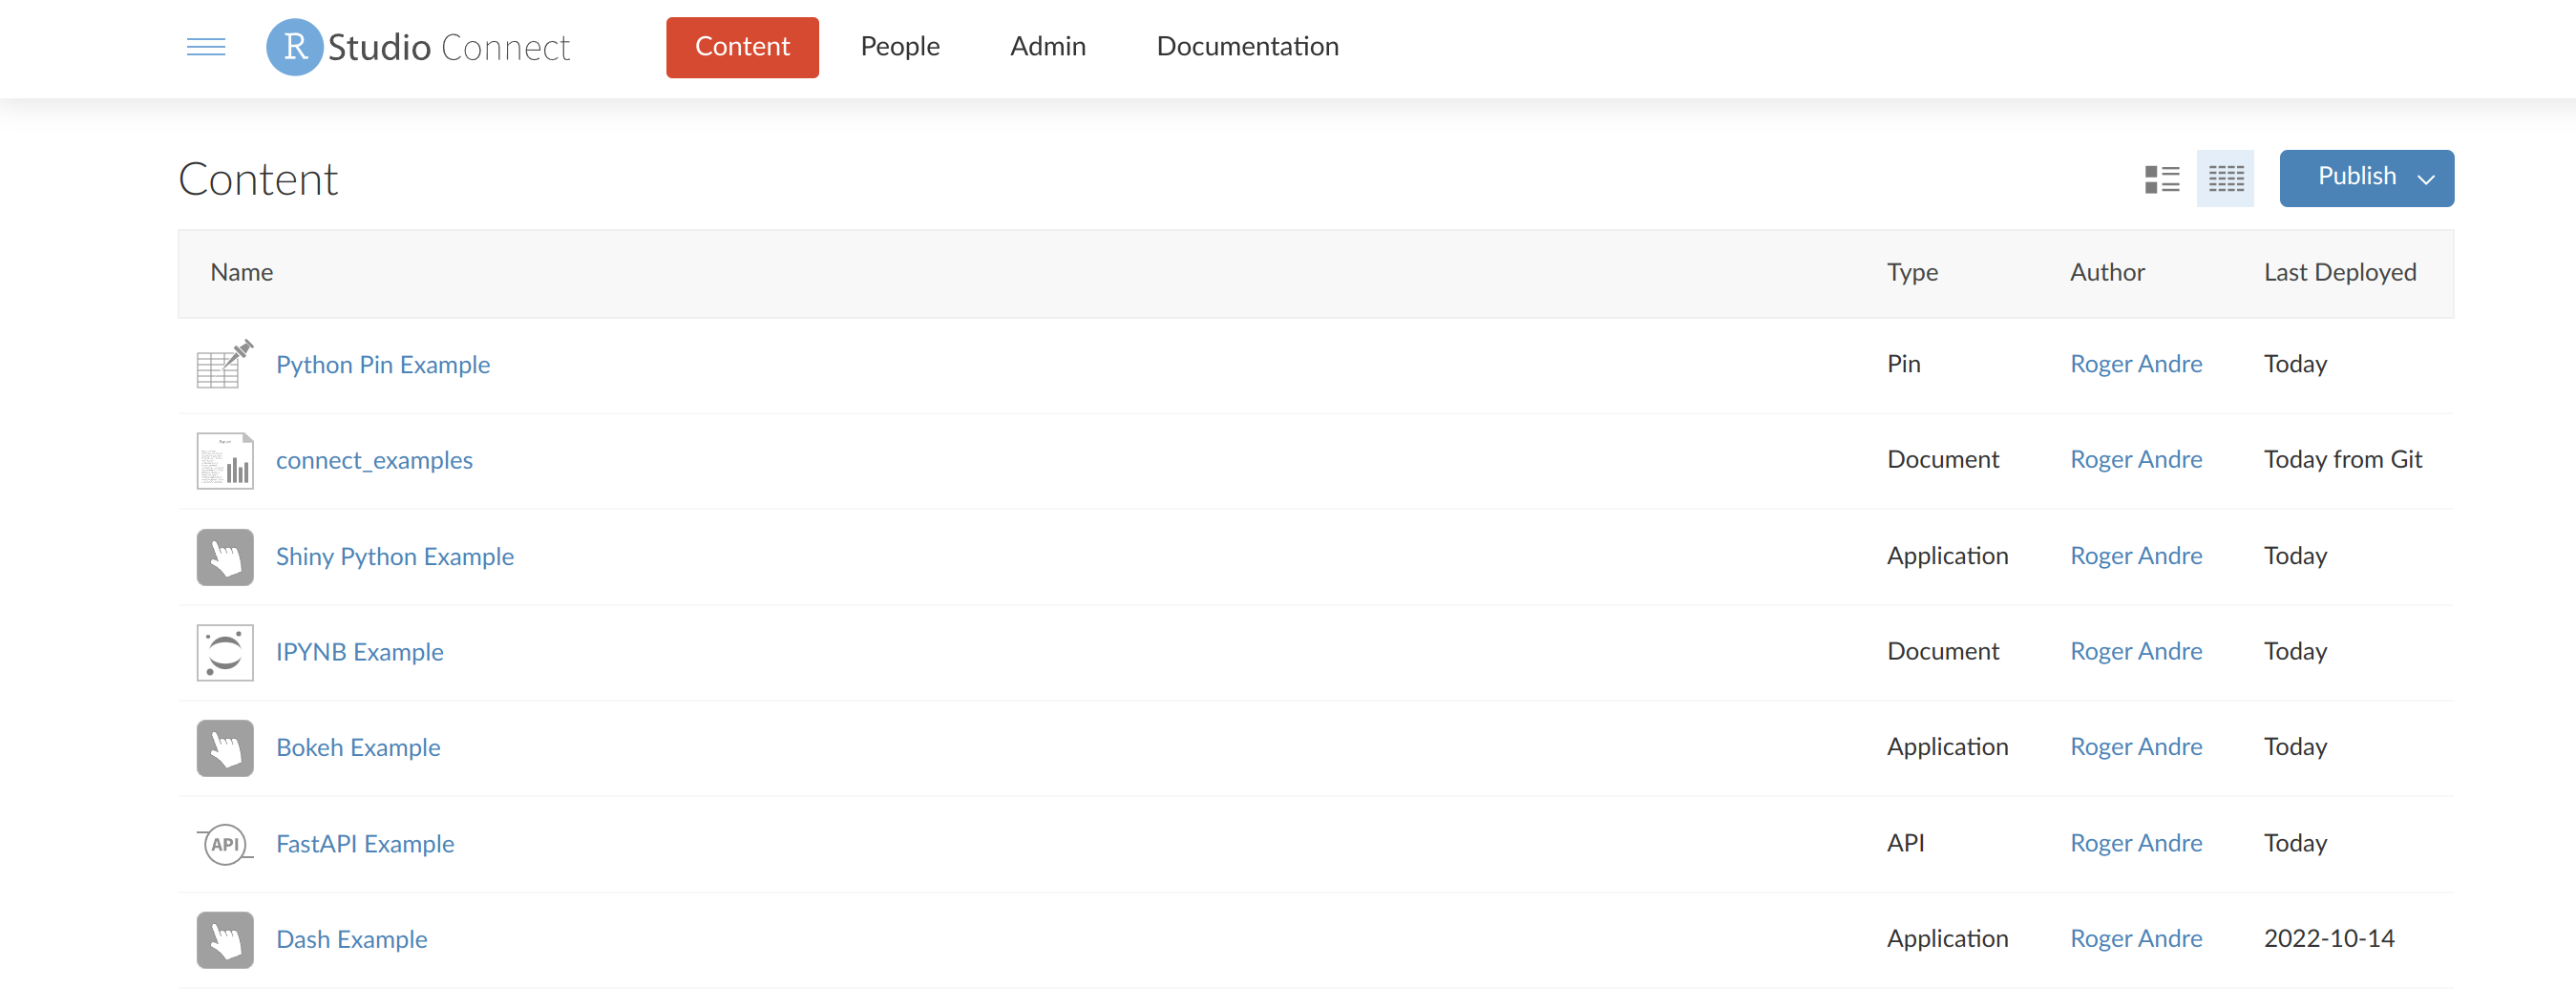 RStudio Connect Content People Admin Documentation
Content Publish
Name Type Author Last Deployed
Python Pin Example Pin Roger Andre Today
connect_examples Document Roger Andre Today from Git
Shiny Python Example Application Roger Andre Today
IPYNB Example Document Roger Andre Today
Bokeh Example Application Roger Andre Today
API FastAPI Example API Roger Andre Today
Dash Example Application Roger Andre 2022-10-14